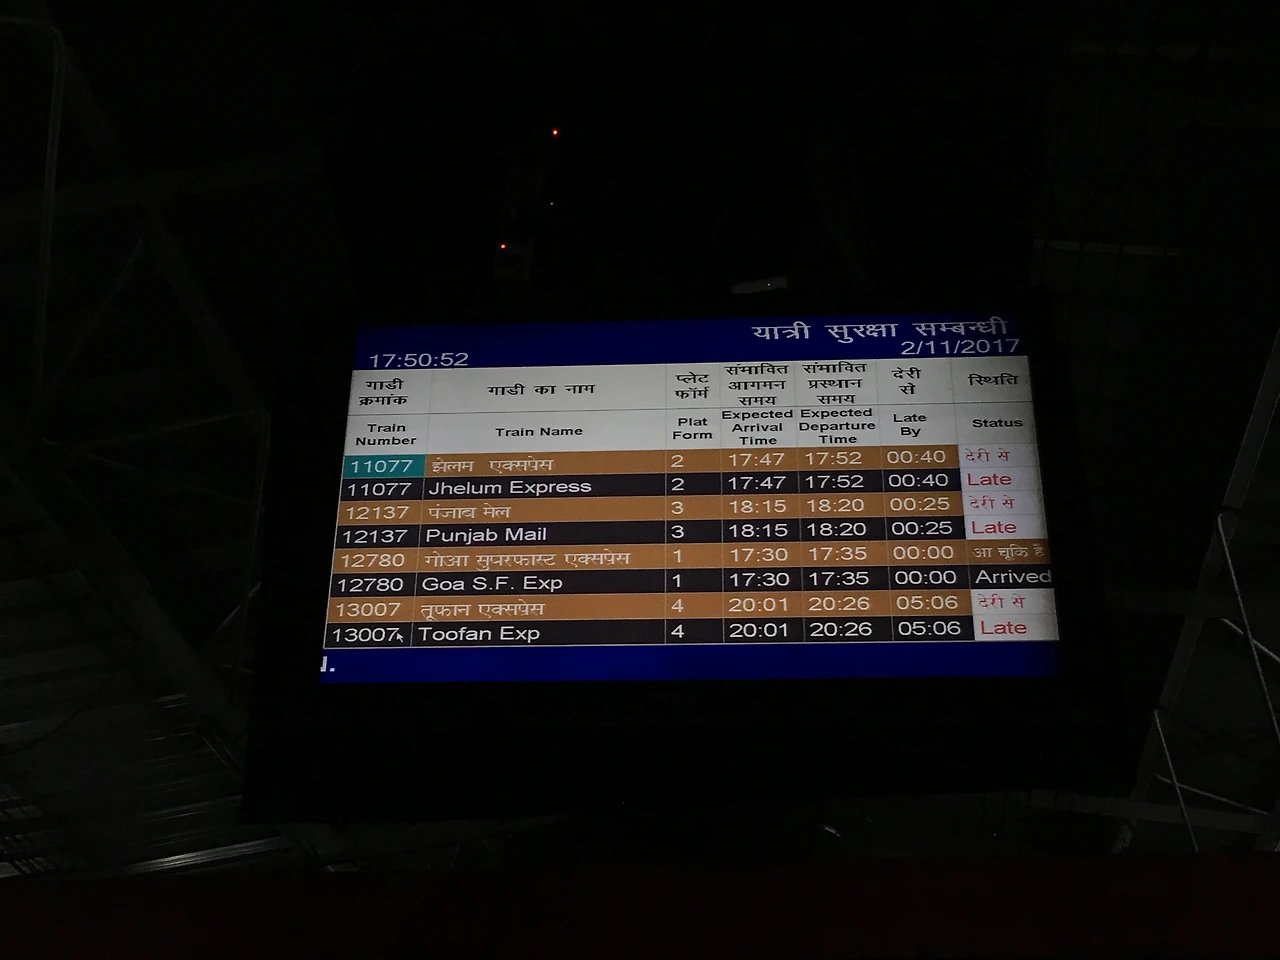 यात्री सुरक्षा सम्बन्धी
17:50:52 2/11/2017
गाडी क्रमांक गाडी का नाम प्लेट फॉर्म संभावित आगमन समय संभावित प्रस्थान समय देरी से स्थिति
Train Number Train Name Plat Form Expected Arrival Time Expected Departure Time Late By Status
11077 झेलम एक्सप्रेस 2 17:47 17:52 00:40 देरी से
11077 Jhelum Express 2 17:47 17:52 00:40 Late
12137 पंजाब मेल 3 18:15 18:20 00:25 देरी से
12137 Punjab Mail 3 18:15 18:20 00:25 Late
12780 गोआ सुपरफास्ट एक्सप्रेस 1 17:30 17:35 00:00 आ चूकि है
12780 Goa S.F. Exp 1 17:30 17:35 00:00 Arrived
13007 तूफान एक्सप्रेस 4 20:01 20:26 05:06 देरी से
13007 Toofan Exp 4 20:01 20:26 05:06 Late